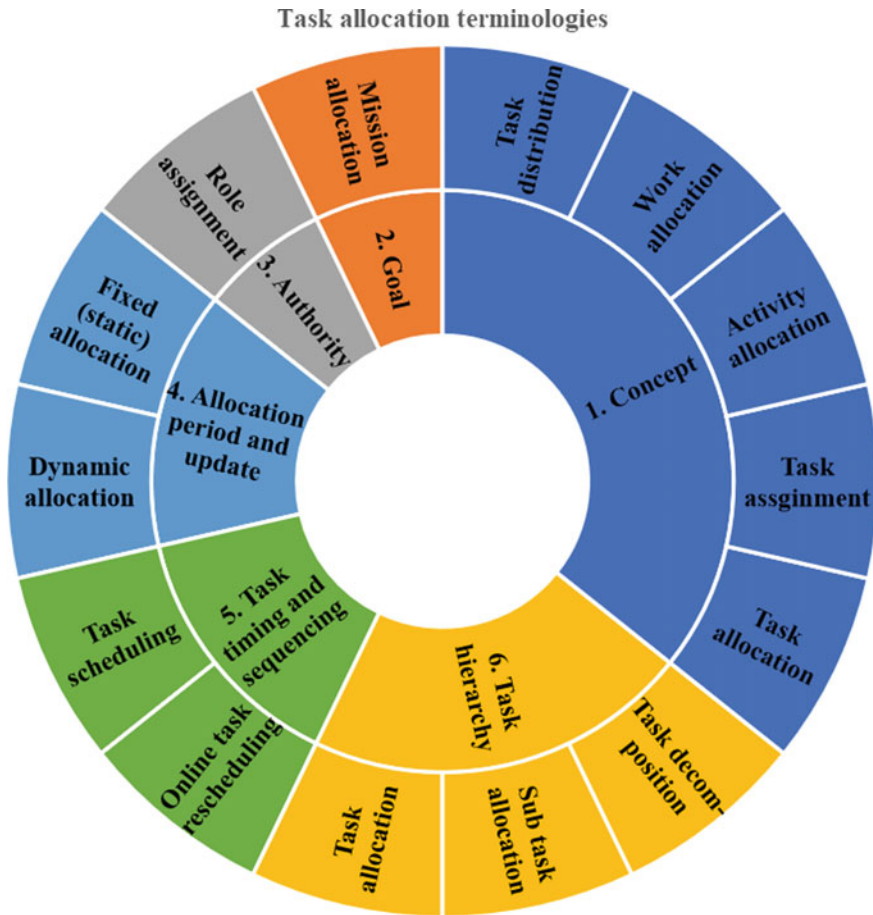 Task allocation terminologies
Task
distribution
Work
allocation
Activity
allocation
Task
assginment
Task
allocation
Task decom-
position
Sub task
allocation
Task
allocation
Online task
rescheduling
Task
scheduling
Dynamic
allocation
Fixed
(static)
allocation
Role
assignment
Mission
allocation
1. Concept
2. Goal
3. Authority
4. Allocation
period and
update
5. Task
timing and
sequencing
6. Task
hierarchy